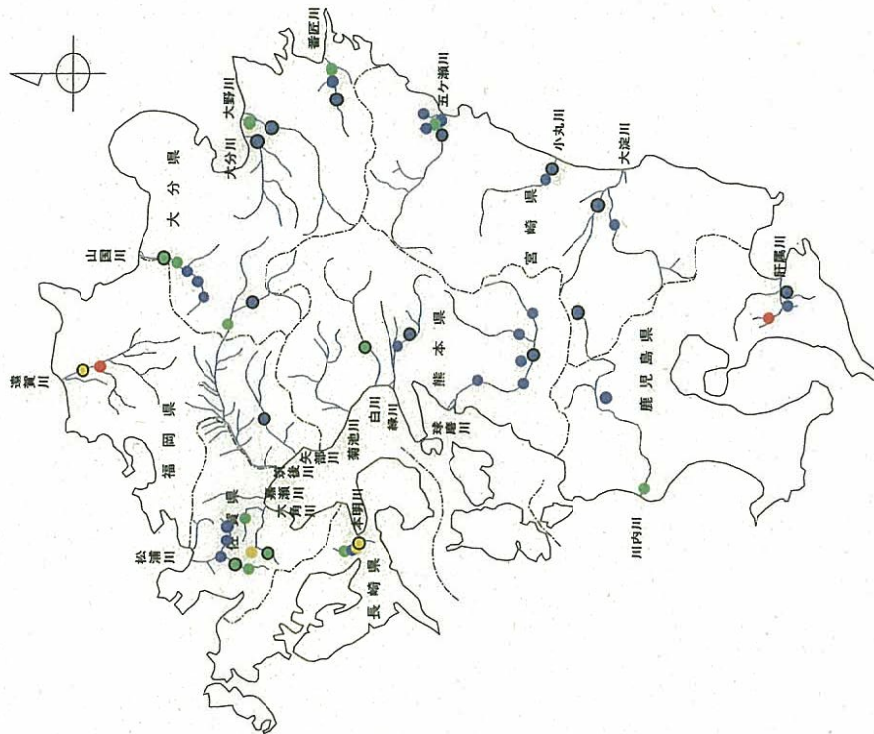 遠賀川
山国川
大分県
大分川
大野川
番匠川
五ケ瀬川
小丸川
大淀川
宮崎県
肝属川
鹿児島県
川内川
福岡県
松浦川
佐賀県
六角川
嘉瀬川
筑後川
矢部川
菊池川
白川
緑川
球磨川
熊本県
本明川
長崎県